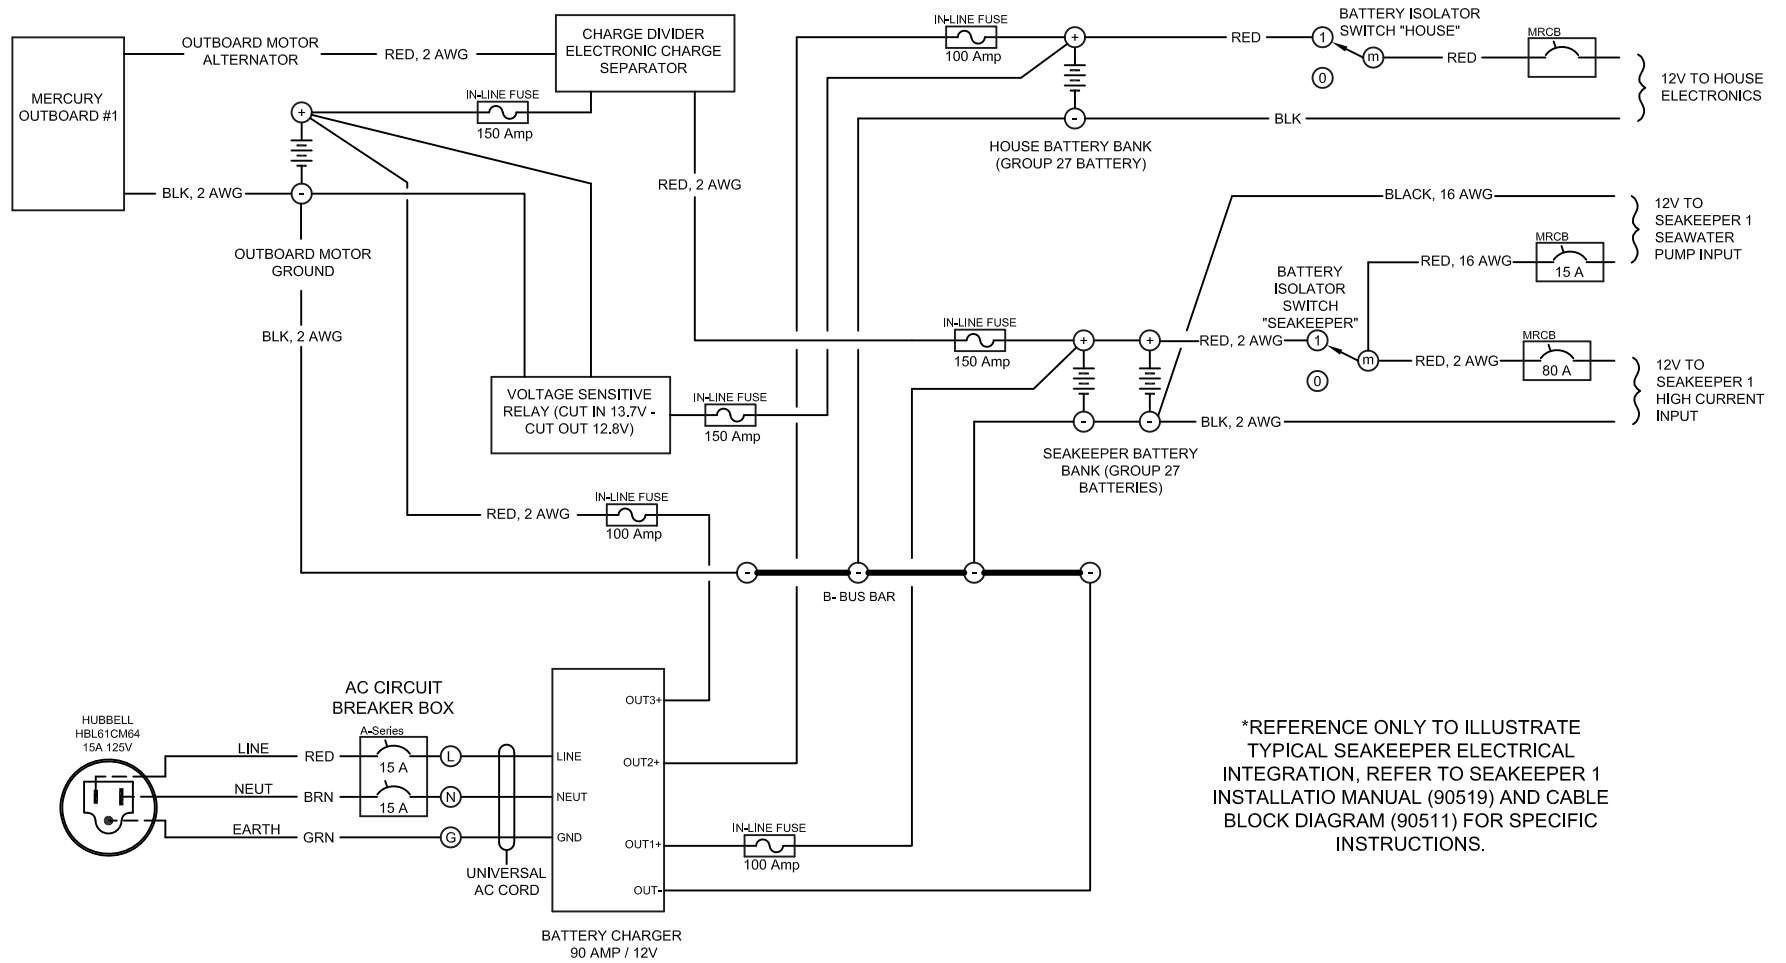 MERCURY
OUTBOARD #1
OUTBOARD MOTOR
ALTERNATOR
RED, 2 AWG
CHARGE DIVIDER
ELECTRONIC CHARGE
SEPARATOR
IN-LINE FUSE
150 Amp
+
-
BLK, 2 AWG
OUTBOARD MOTOR
GROUND
BLK, 2 AWG
RED, 2 AWG
VOLTAGE SENSITIVE
RELAY (CUT IN 13.7V -
CUT OUT 12.8V)
IN-LINE FUSE
150 Amp
RED, 2 AWG
IN-LINE FUSE
100 Amp
IN-LINE FUSE
100 Amp
+
-
HOUSE BATTERY BANK
(GROUP 27 BATTERY)
RED
BATTERY ISOLATOR
SWITCH "HOUSE"
1
0
m
RED
MRCB
BLK
12V TO HOUSE
ELECTRONICS
BLACK, 16 AWG
12V TO
SEAKEEPER 1
SEAWATER
PUMP INPUT
MRCB
15 A
RED, 16 AWG
BATTERY
ISOLATOR
SWITCH
"SEAKEEPER"
IN-LINE FUSE
150 Amp
+
+
-
-
RED, 2 AWG
1
0
m
RED, 2 AWG
MRCB
80 A
BLK, 2 AWG
12V TO
SEAKEEPER 1
HIGH CURRENT
INPUT
SEAKEEPER BATTERY
BANK (GROUP 27
BATTERIES)
-
-
-
-
B- BUS BAR
HUBBELL
HBL61CM64
15A 125V
LINE
NEUT
EARTH
RED
BRN
GRN
AC CIRCUIT
BREAKER BOX
A-Series
15 A
15 A
L
N
G
UNIVERSAL
AC CORD
LINE
NEUT
GND
OUT3+
OUT2+
OUT1+
OUT-
IN-LINE FUSE
100 Amp
BATTERY CHARGER
90 AMP / 12V
*REFERENCE ONLY TO ILLUSTRATE
TYPICAL SEAKEEPER ELECTRICAL
INTEGRATION, REFER TO SEAKEEPER 1
INSTALLATIO MANUAL (90519) AND CABLE
BLOCK DIAGRAM (90511) FOR SPECIFIC
INSTRUCTIONS.